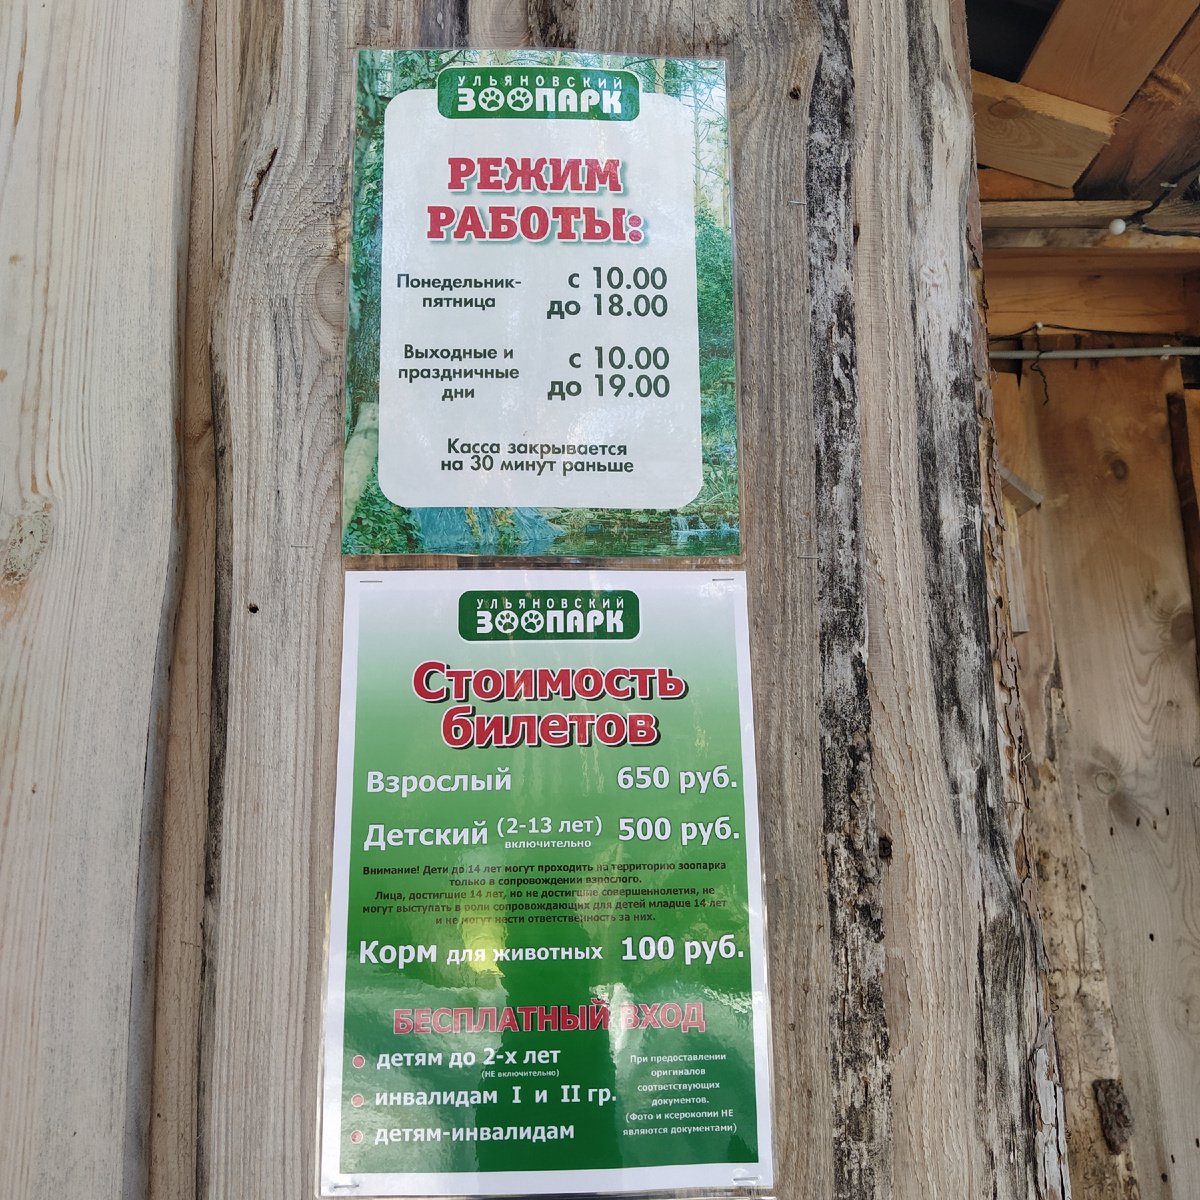 УЛЬЯНОВСКИЙ
ЗООПАРК
РЕЖИМ
РАБОТЫ:
Понедельник-
пятница
с 10.00
до 18.00
Выходные и
праздничные
дни
с 10.00
до 19.00
Касса закрывается
на 30 минут раньше
УЛЬЯНОВСКИЙ
ЗООПАРК
Стоимость
билетов
Взрослый 650 руб.
Детский (2-13 лет) 500 руб.
включительно
Внимание! Дети до 14 лет могут проходить на территорию зоопарка
только в сопровождении взрослого.
Лица, достигшие 14 лет, но не достигшие совершеннолетия, не
могут выступать в роли сопровождающих для детей младше 14 лет
и не могут нести ответственность за них.
Корм для животных 100 руб.
БЕСПЛАТНЫЙ ВХОД
детям до 2-х лет
(НЕ включительно)
инвалидам I и II гр.
детям-инвалидам
При предоставлении
оригиналов
соответствующих
документов.
(Фото и ксерокопии НЕ
являются документами)